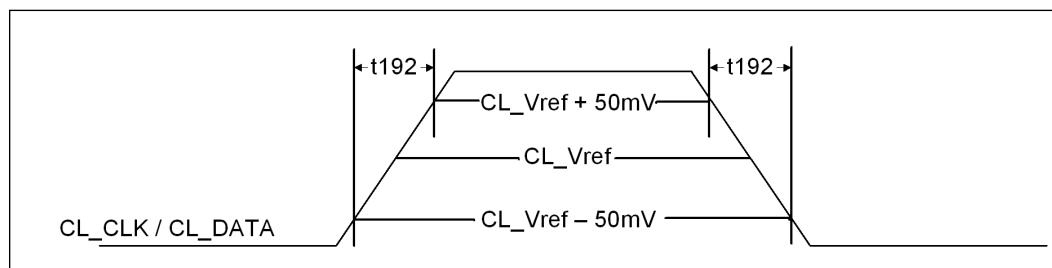 t192 t192
CL_Vref + 50mV
CL_Vref
CL_Vref – 50mV
CL_CLK / CL_DATA